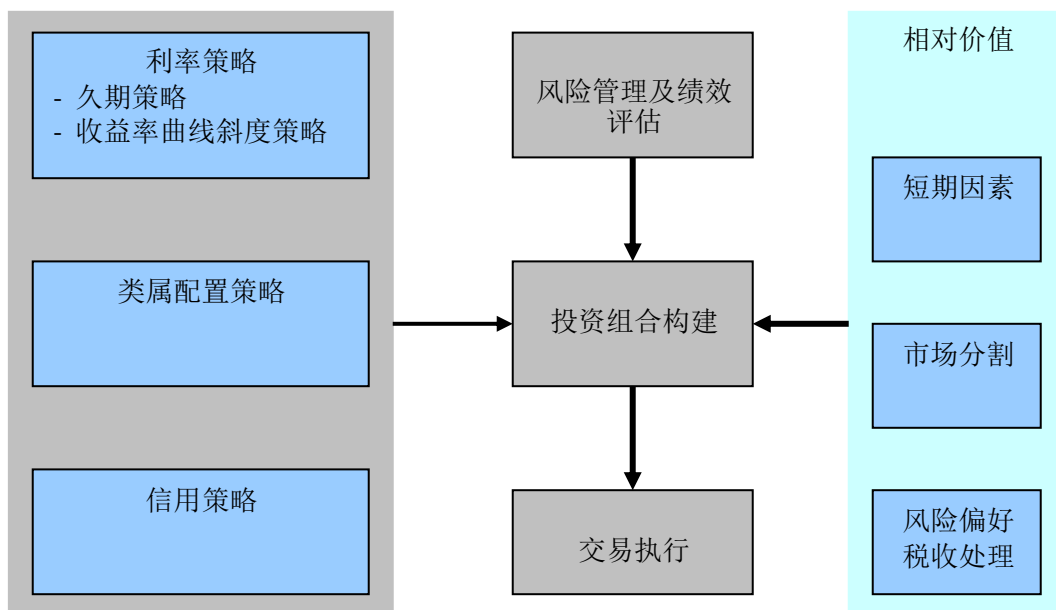 利率策略
- 久期策略
- 收益率曲线斜度策略
类属配置策略
信用策略
风险管理及绩效
评估
投资组合构建
交易执行
相对价值
短期因素
市场分割
风险偏好
税收处理